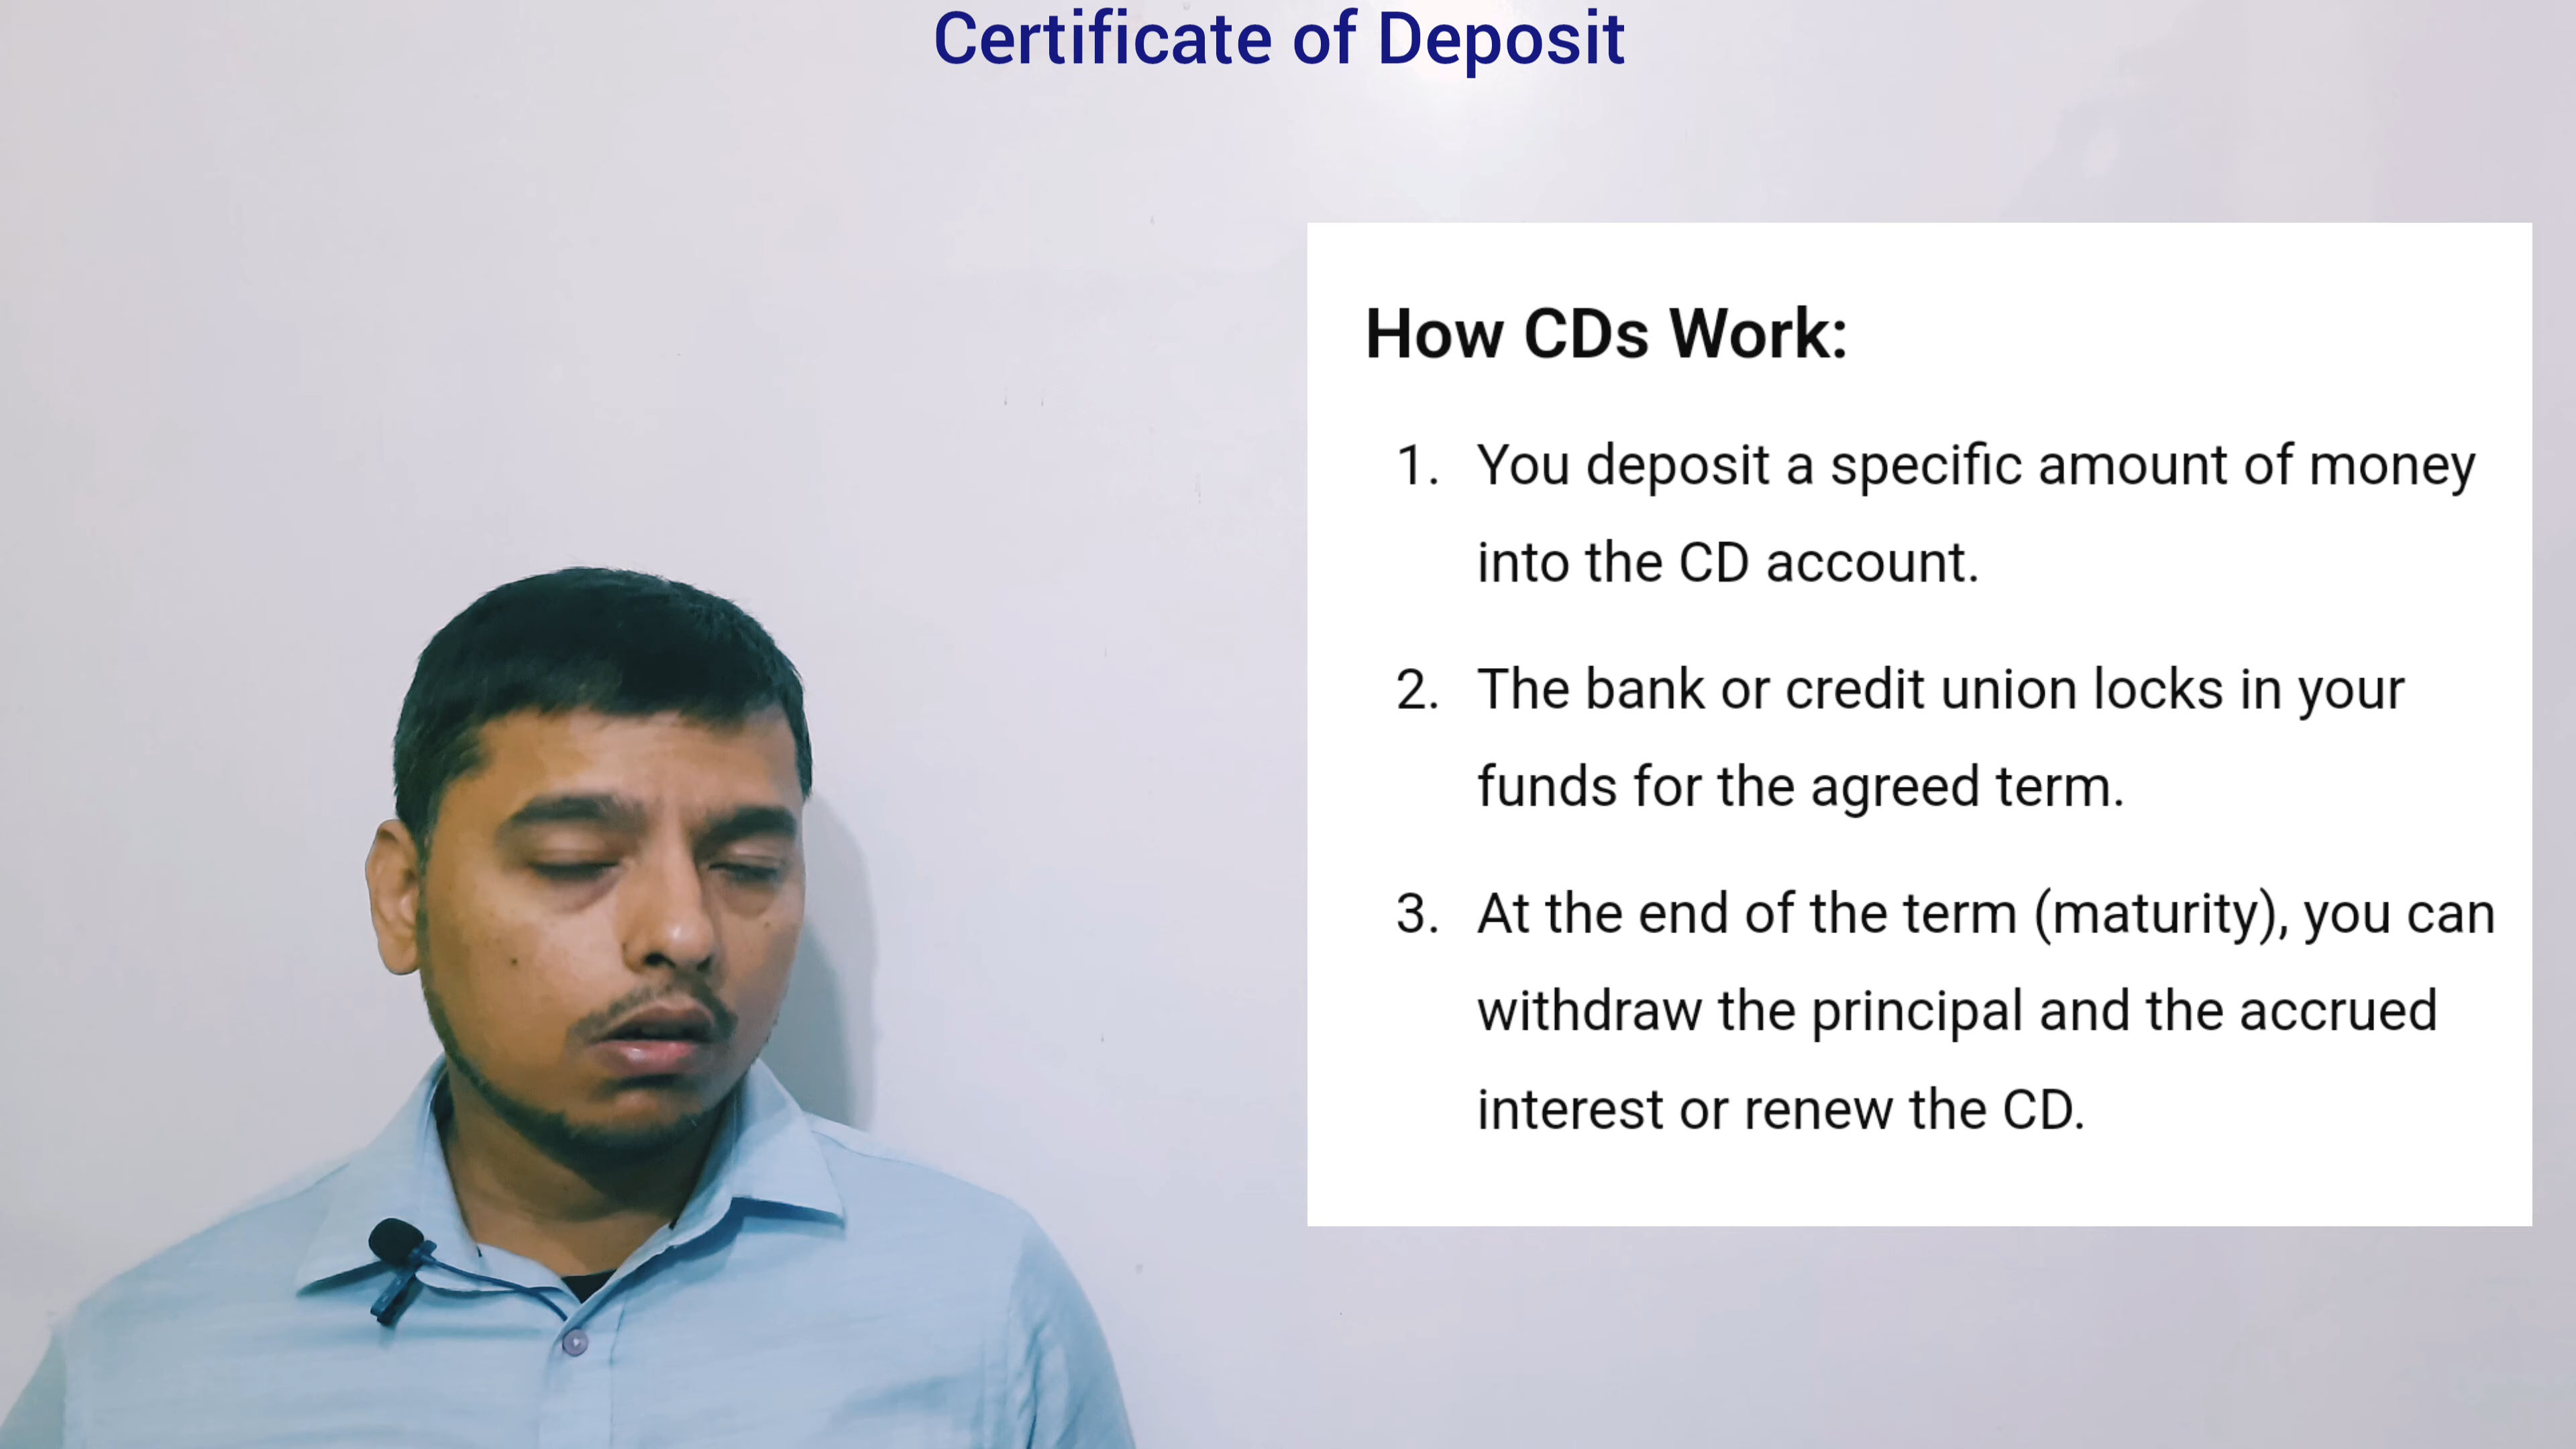 Certificate of Deposit
How CDs Work:
1. You deposit a specific amount of money
into the CD account.
2. The bank or credit union locks in your
funds for the agreed term.
3. At the end of the term (maturity), you can
withdraw the principal and the accrued
interest or renew the CD.